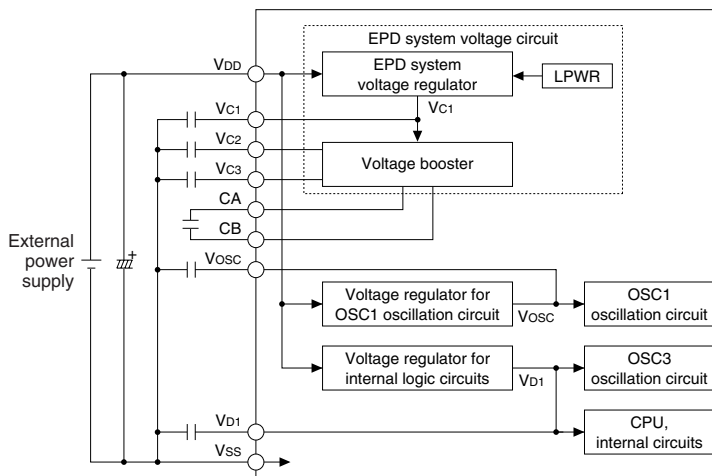 EPD system voltage circuit
VDD
EPD system
voltage regulator
LPWR
VC1
VC1
VC2
Voltage booster
VC3
CA
CB
External
power
supply
+
VOSC
Voltage regulator for
OSC1 oscillation circuit
VOSC
OSC1
oscillation circuit
Voltage regulator for
internal logic circuits
VD1
OSC3
oscillation circuit
VD1
CPU,
internal circuits
VSS